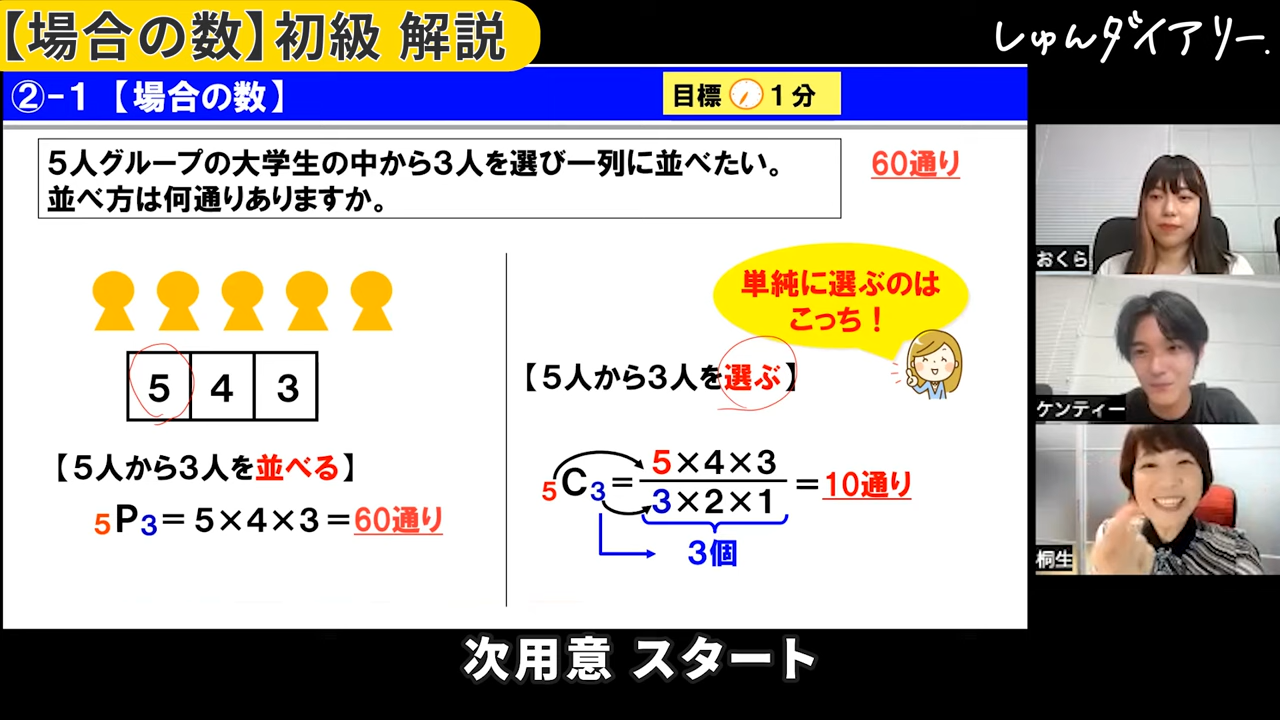 【場合の数】初級 解説
しゅんダイアリー.
②-1【場合の数】
目標 1分
5人グループの大学生の中から3人を選び一列に並べたい。
並べ方は何通りありますか。
60通り
5 4 3
【5人から3人を並べる】
5P3=5×4×3=60通り
単純に選ぶのは
こっち!
【5人から3人を選ぶ】
5C3=
5×4×3
3×2×1
=10通り
3個
おくら
ケンティー
桐生
次用意 スタート